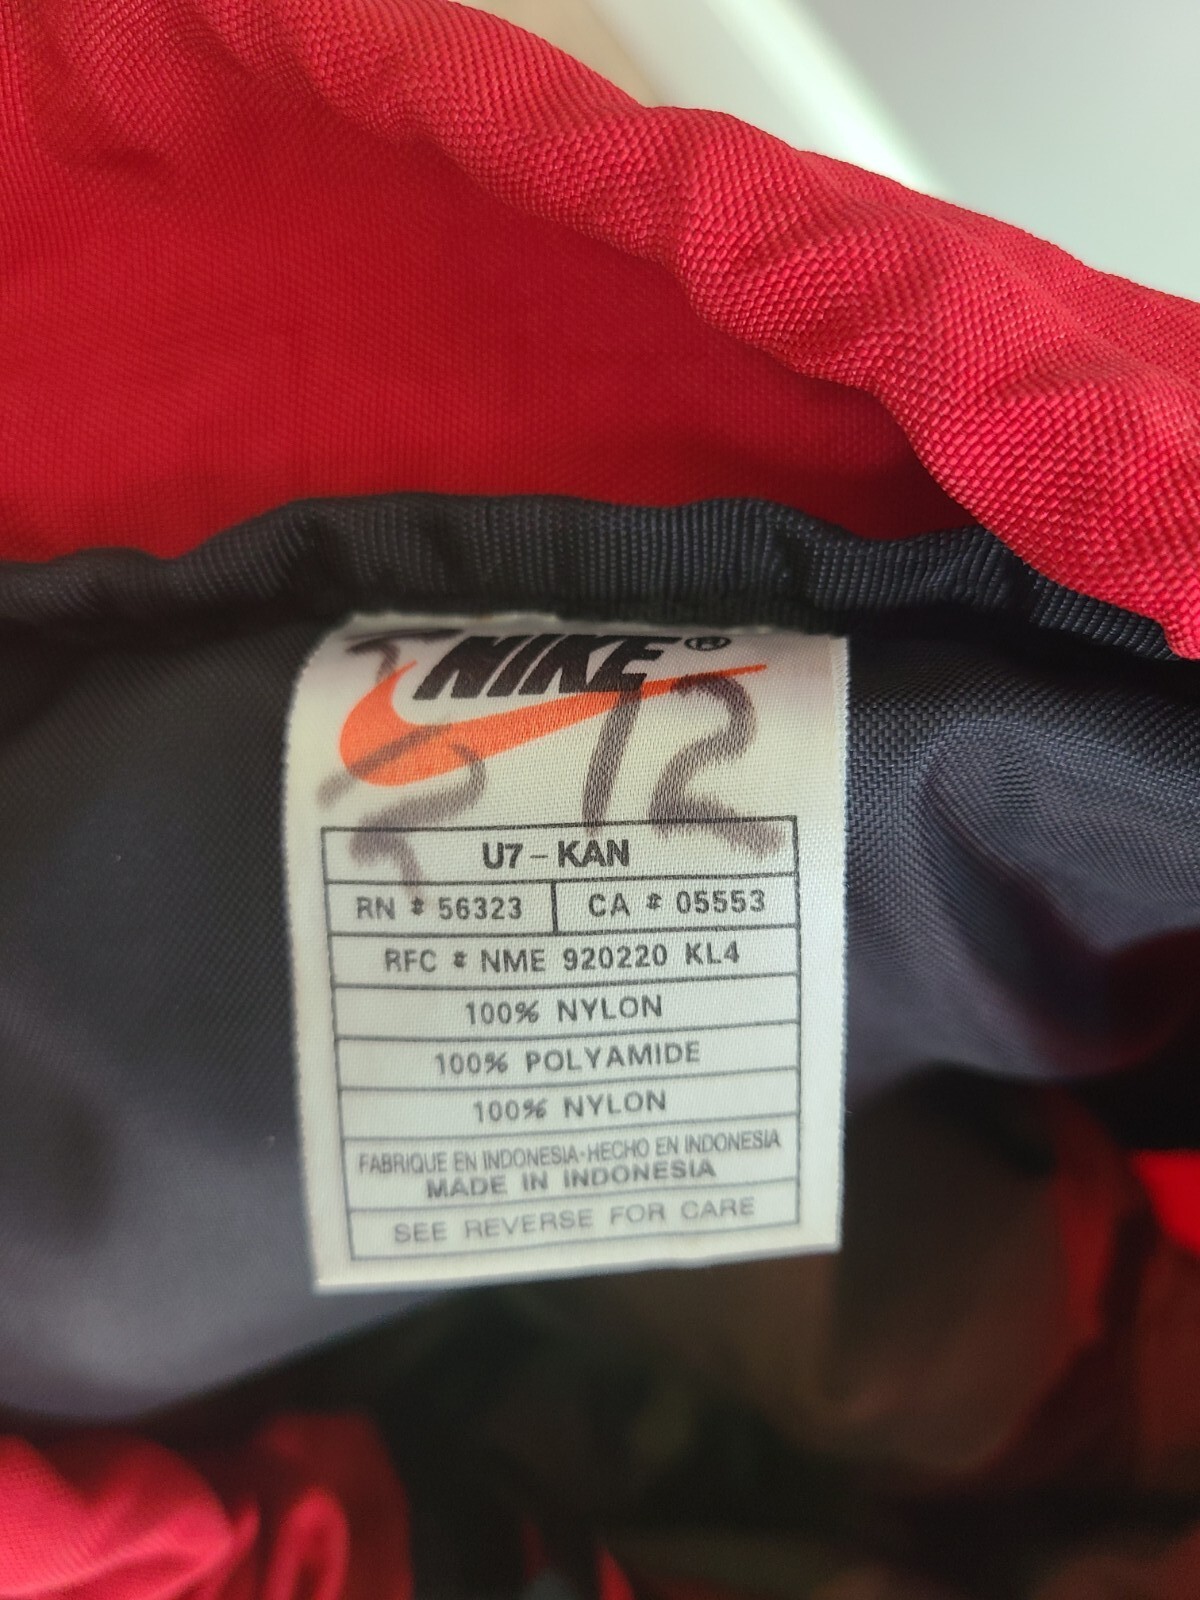 NIKE®
12
U7 - KAN
RN # 56323 CA # 05553
RFC # NME 920220 KL4
100% NYLON
100% POLYAMIDE
100% NYLON
FABRIQUE EN INDONESIA-HECHO EN INDONESIA
MADE IN INDONESIA
SEE REVERSE FOR CARE